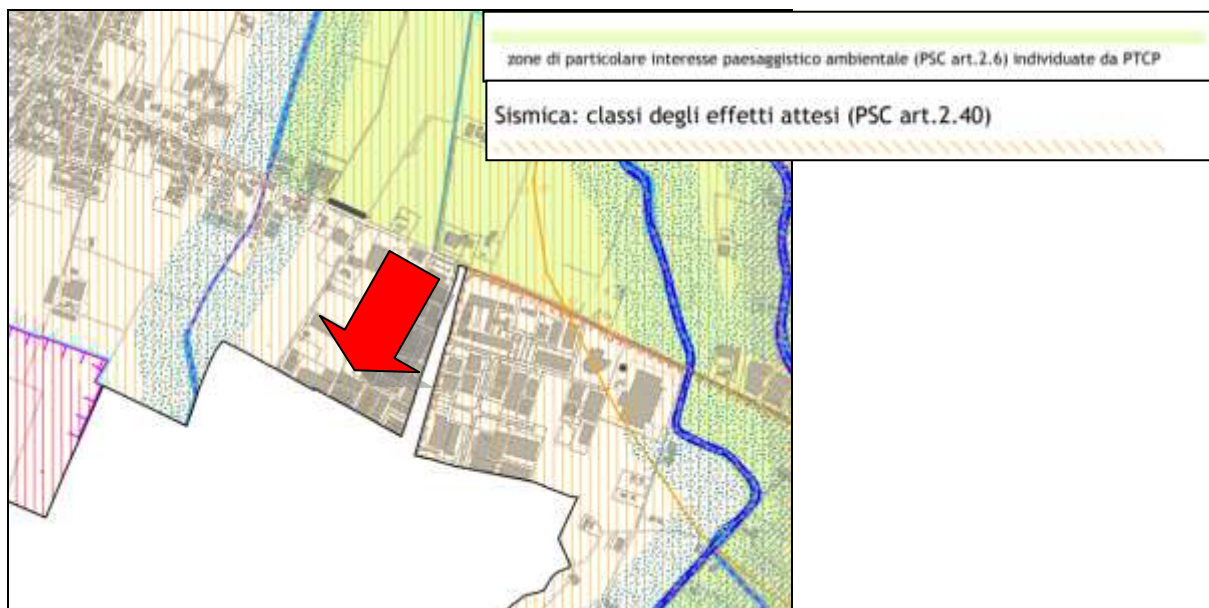 zone di particolare interesse paesaggistico ambientale (PSC art.2.6) individuate da PTCP
Sismica: classi degli effetti attesi (PSC art.2.40)